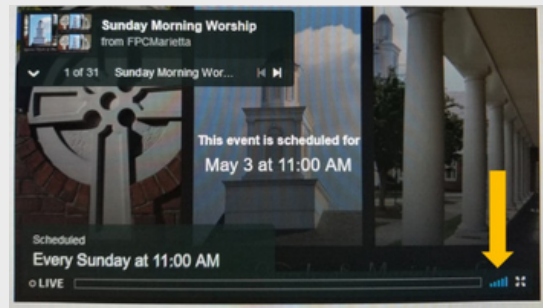 Sunday Morning Worship
from FPCMarietta
1 of 31 Sunday Morning Wor...
This event is scheduled for
May 3 at 11:00 AM
Scheduled
Every Sunday at 11:00 AM
LIVE